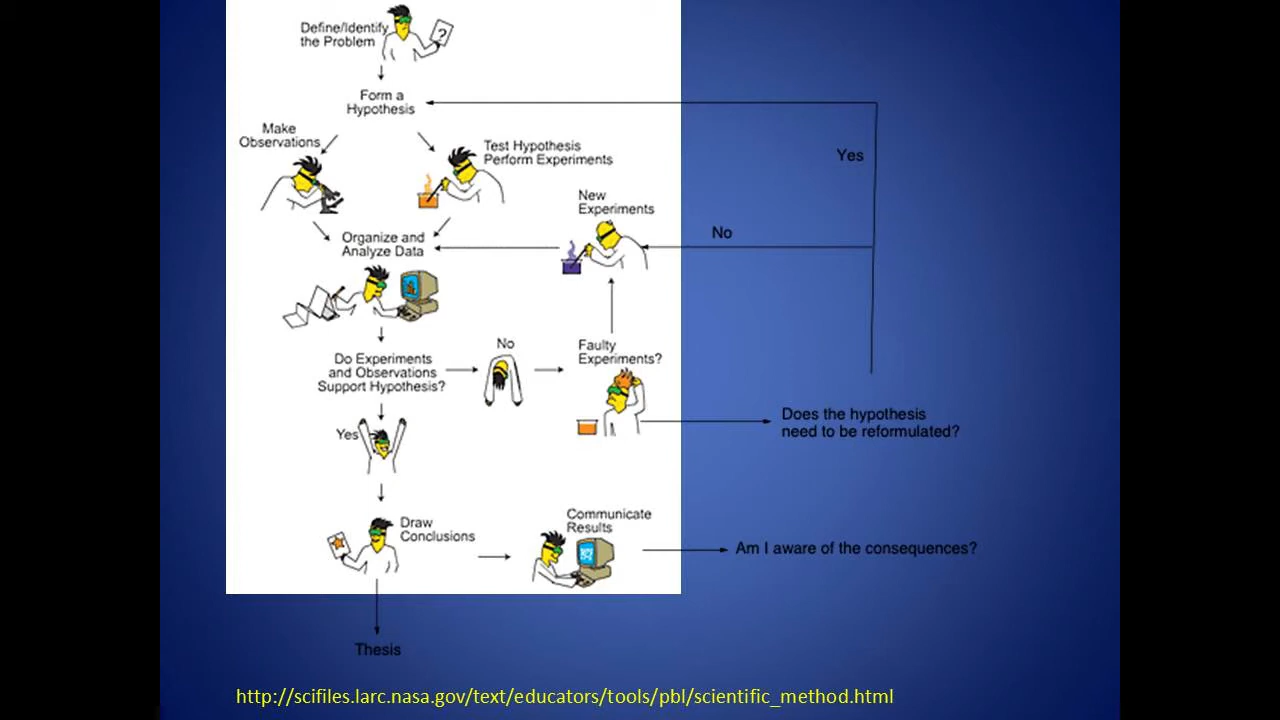 Define/Identify
the Problem
?
Form a
Hypothesis
Make
Observations
Test Hypothesis
Perform Experiments
Yes
New
Experiments
No
Organize and
Analyze Data
No
Faulty
Experiments?
Do Experiments
and Observations
Support Hypothesis?
Does the hypothesis
need to be reformulated?
Yes
Draw
Conclusions
Communicate
Results
Am I aware of the consequences?
Thesis
http://scifiles.larc.nasa.gov/text/educators/tools/pbl/scientific_method.html